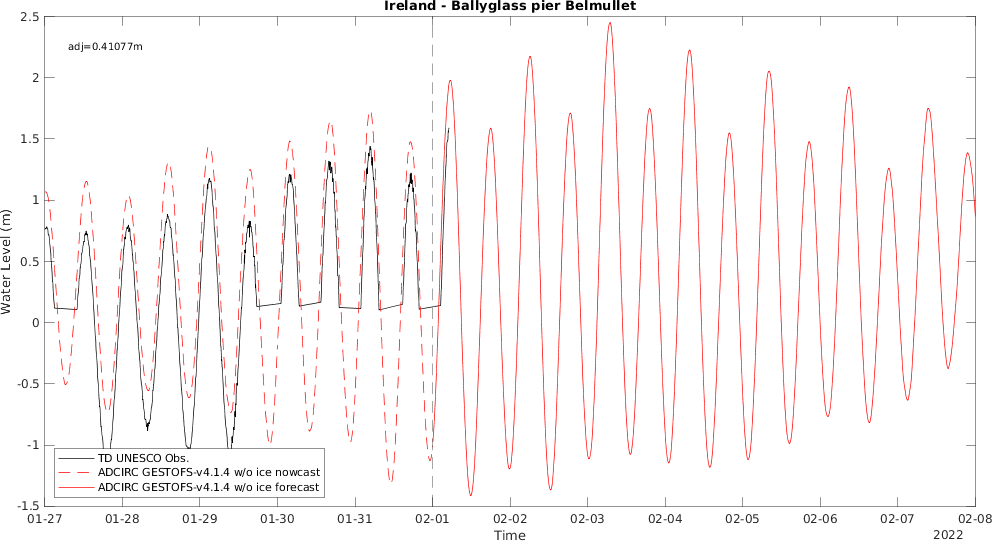 Ireland - Ballyglass pier Belmullet
adj=0.41077m
2.5
2
1.5
1
0.5
0
-0.5
-1
-1.5
Water Level (m)
TD UNESCO Obs.
ADCIRC GESTOFS-v4.1.4 w/o ice nowcast
ADCIRC GESTOFS-v4.1.4 w/o ice forecast
01-27 01-28 01-29 01-30 01-31 02-01 02-02 02-03 02-04 02-05 02-06 02-07 02-08
Time
2022